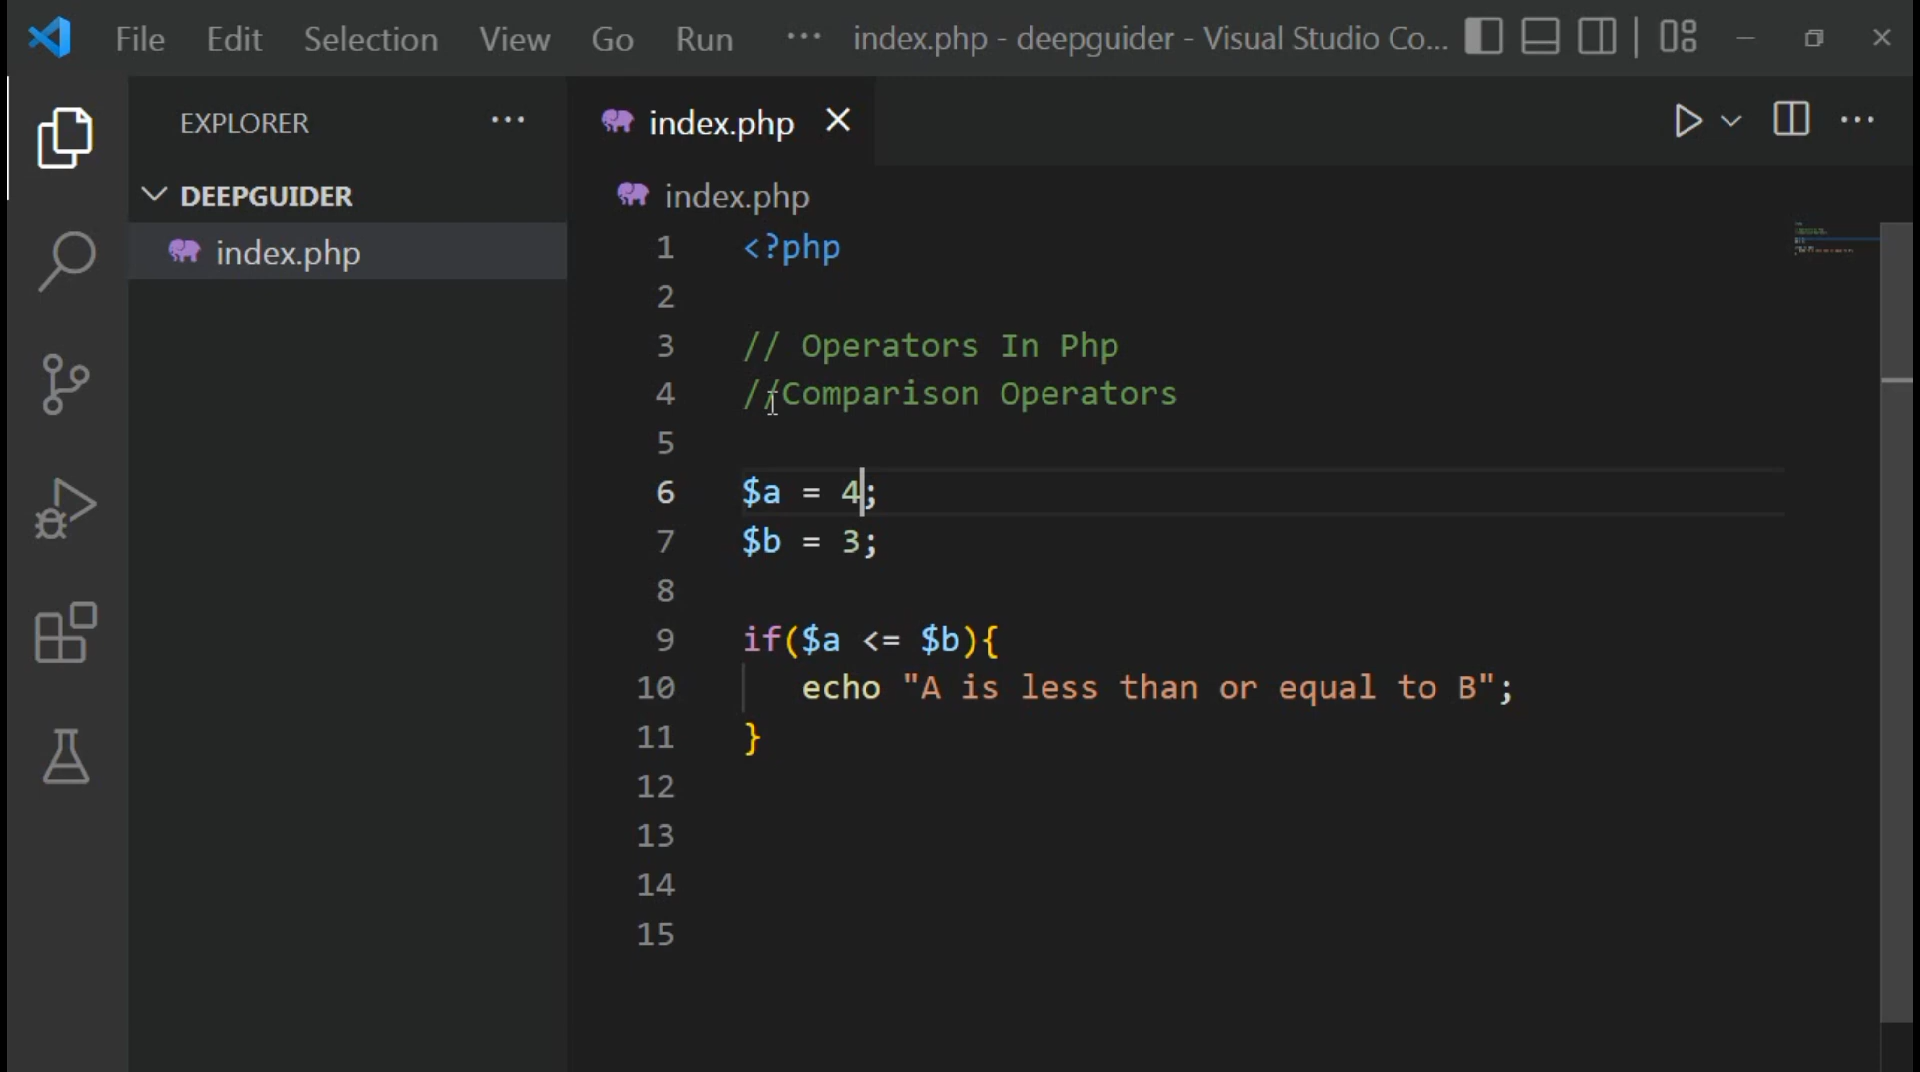 File Edit Selection View Go Run ··· index.php - deepguider - Visual Studio Co...
EXPLORER ···
DEEPGUIDER
index.php
index.php
index.php
1 <?php
2
3 // Operators In Php
4 //Comparison Operators
5
6 $a = 4;
7 $b = 3;
8
9 if($a <= $b){
10 echo "A is less than or equal to B";
11 }
12
13
14
15